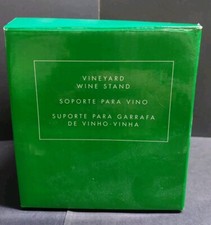 VINEYARD
WINE STAND
SOPORTE PARA VINO
SUPORTE PARA GARRAFA
DE VINHO-VINHA